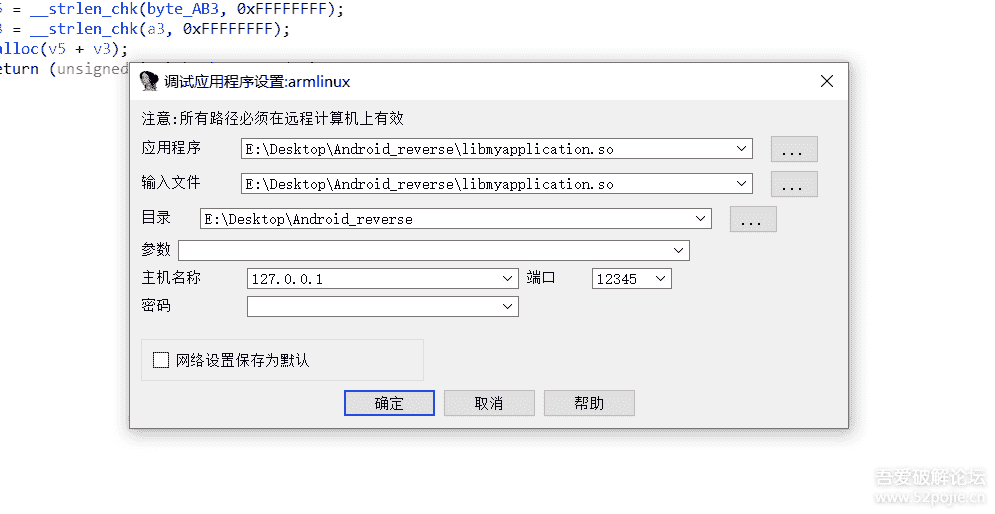 = __strlen_chk(byte_AB3, 0xFFFFFFFF);
= __strlen_chk(a3, 0xFFFFFFFF);
alloc(v5 + v3);
eturn (unsigned
调试应用程序设置:armlinux
注意:所有路径必须在远程计算机上有效
应用程序 E:\Desktop\Android_reverse\libmyapplication.so ...
输入文件 E:\Desktop\Android_reverse\libmyapplication.so ...
目录 E:\Desktop\Android_reverse ...
参数
主机名称 127.0.0.1 端口 12345
密码
网络设置保存为默认
确定 取消 帮助
吾爱破解论坛
www.52pojie.cn